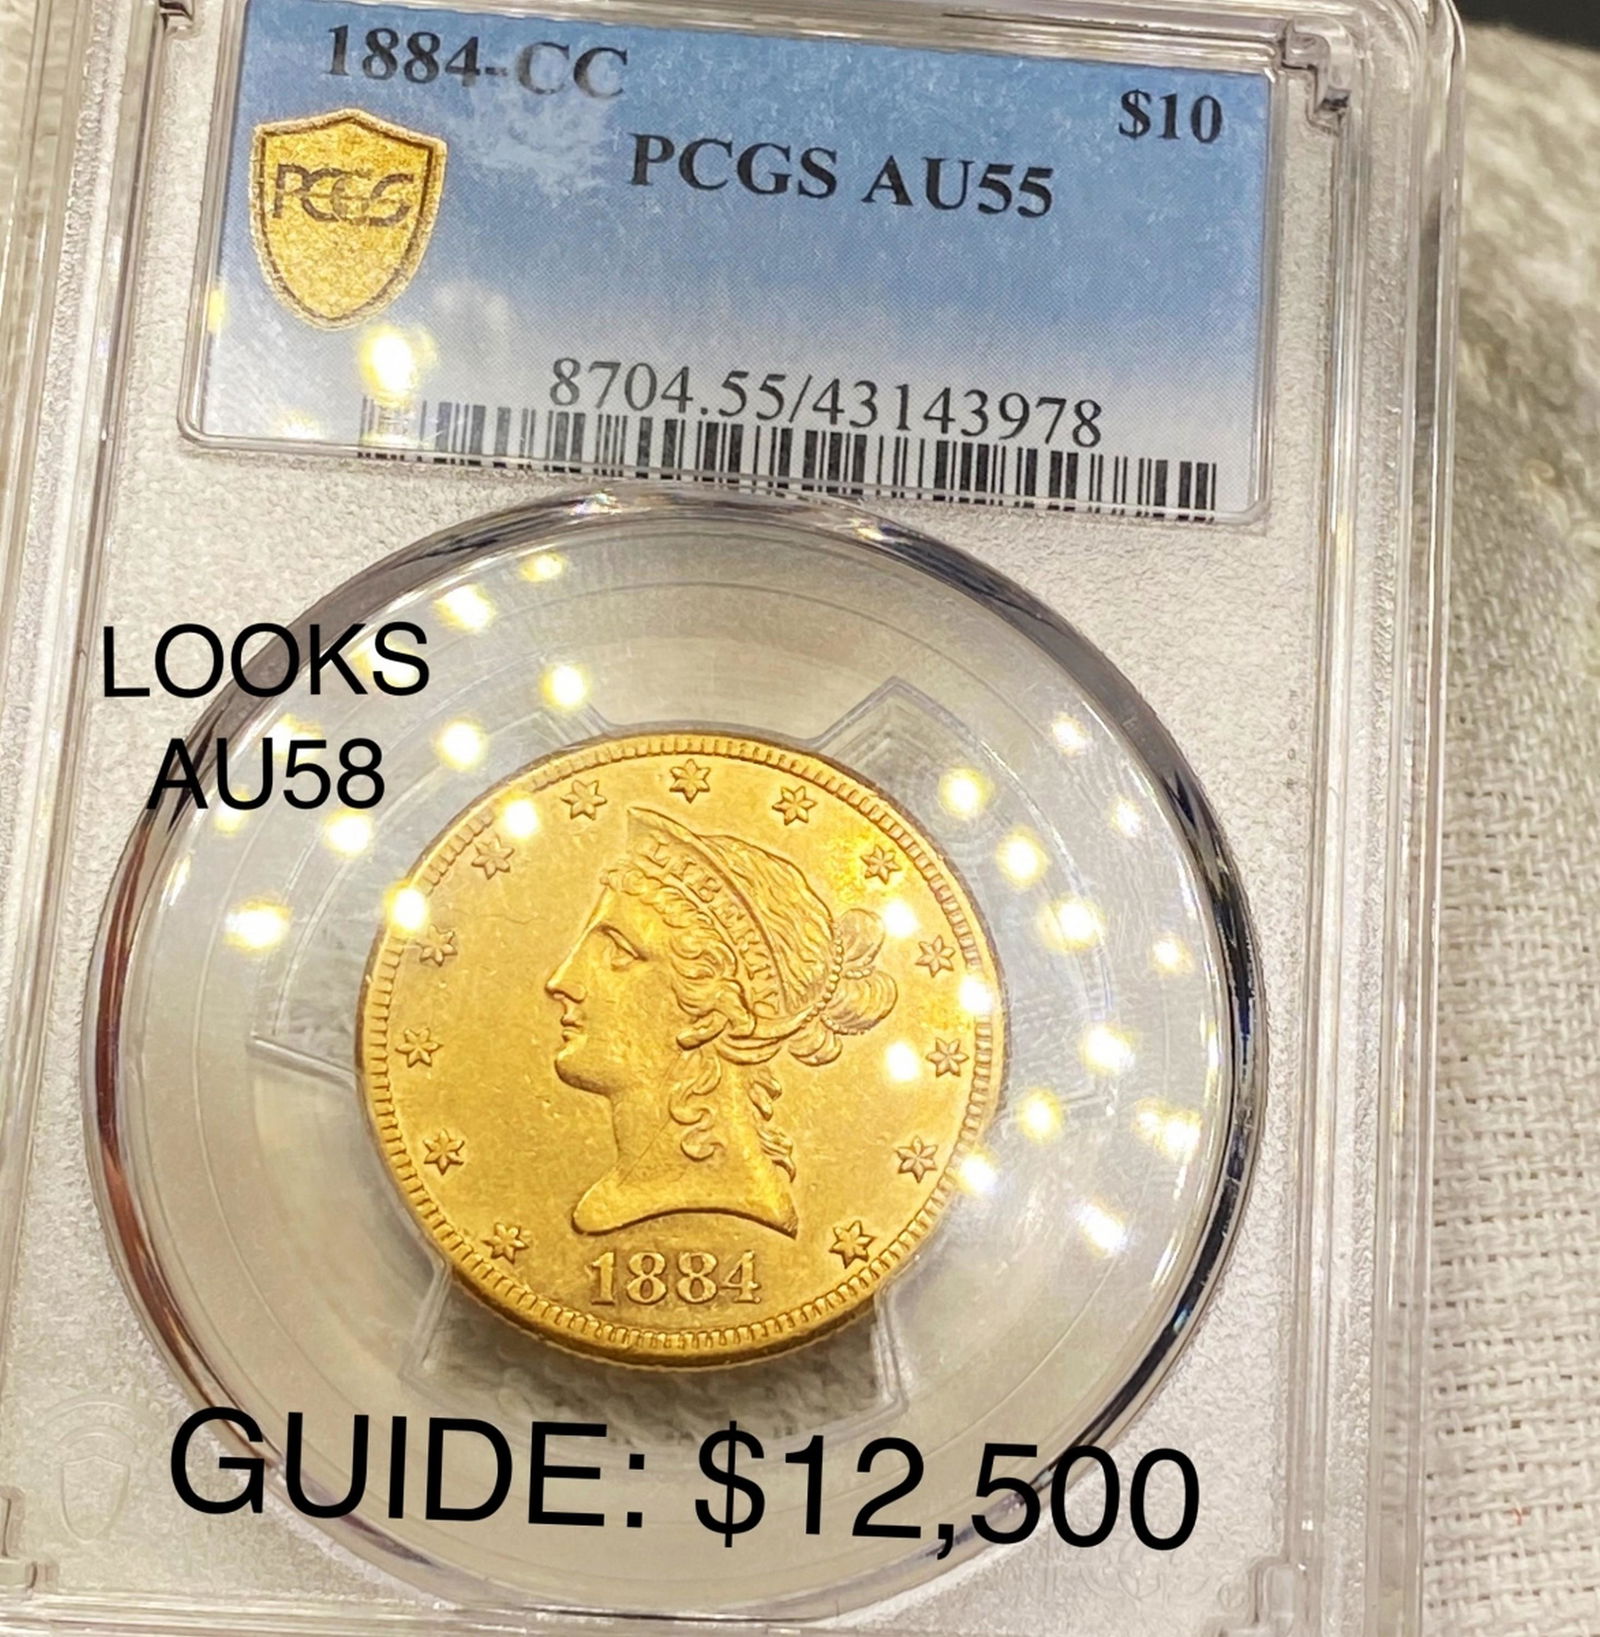 1884-CC
$10
PCGS AU55
PCGS
8704.55/43143978
LOOKS
AU58
LIBERTY
1884
GUIDE: $12,500